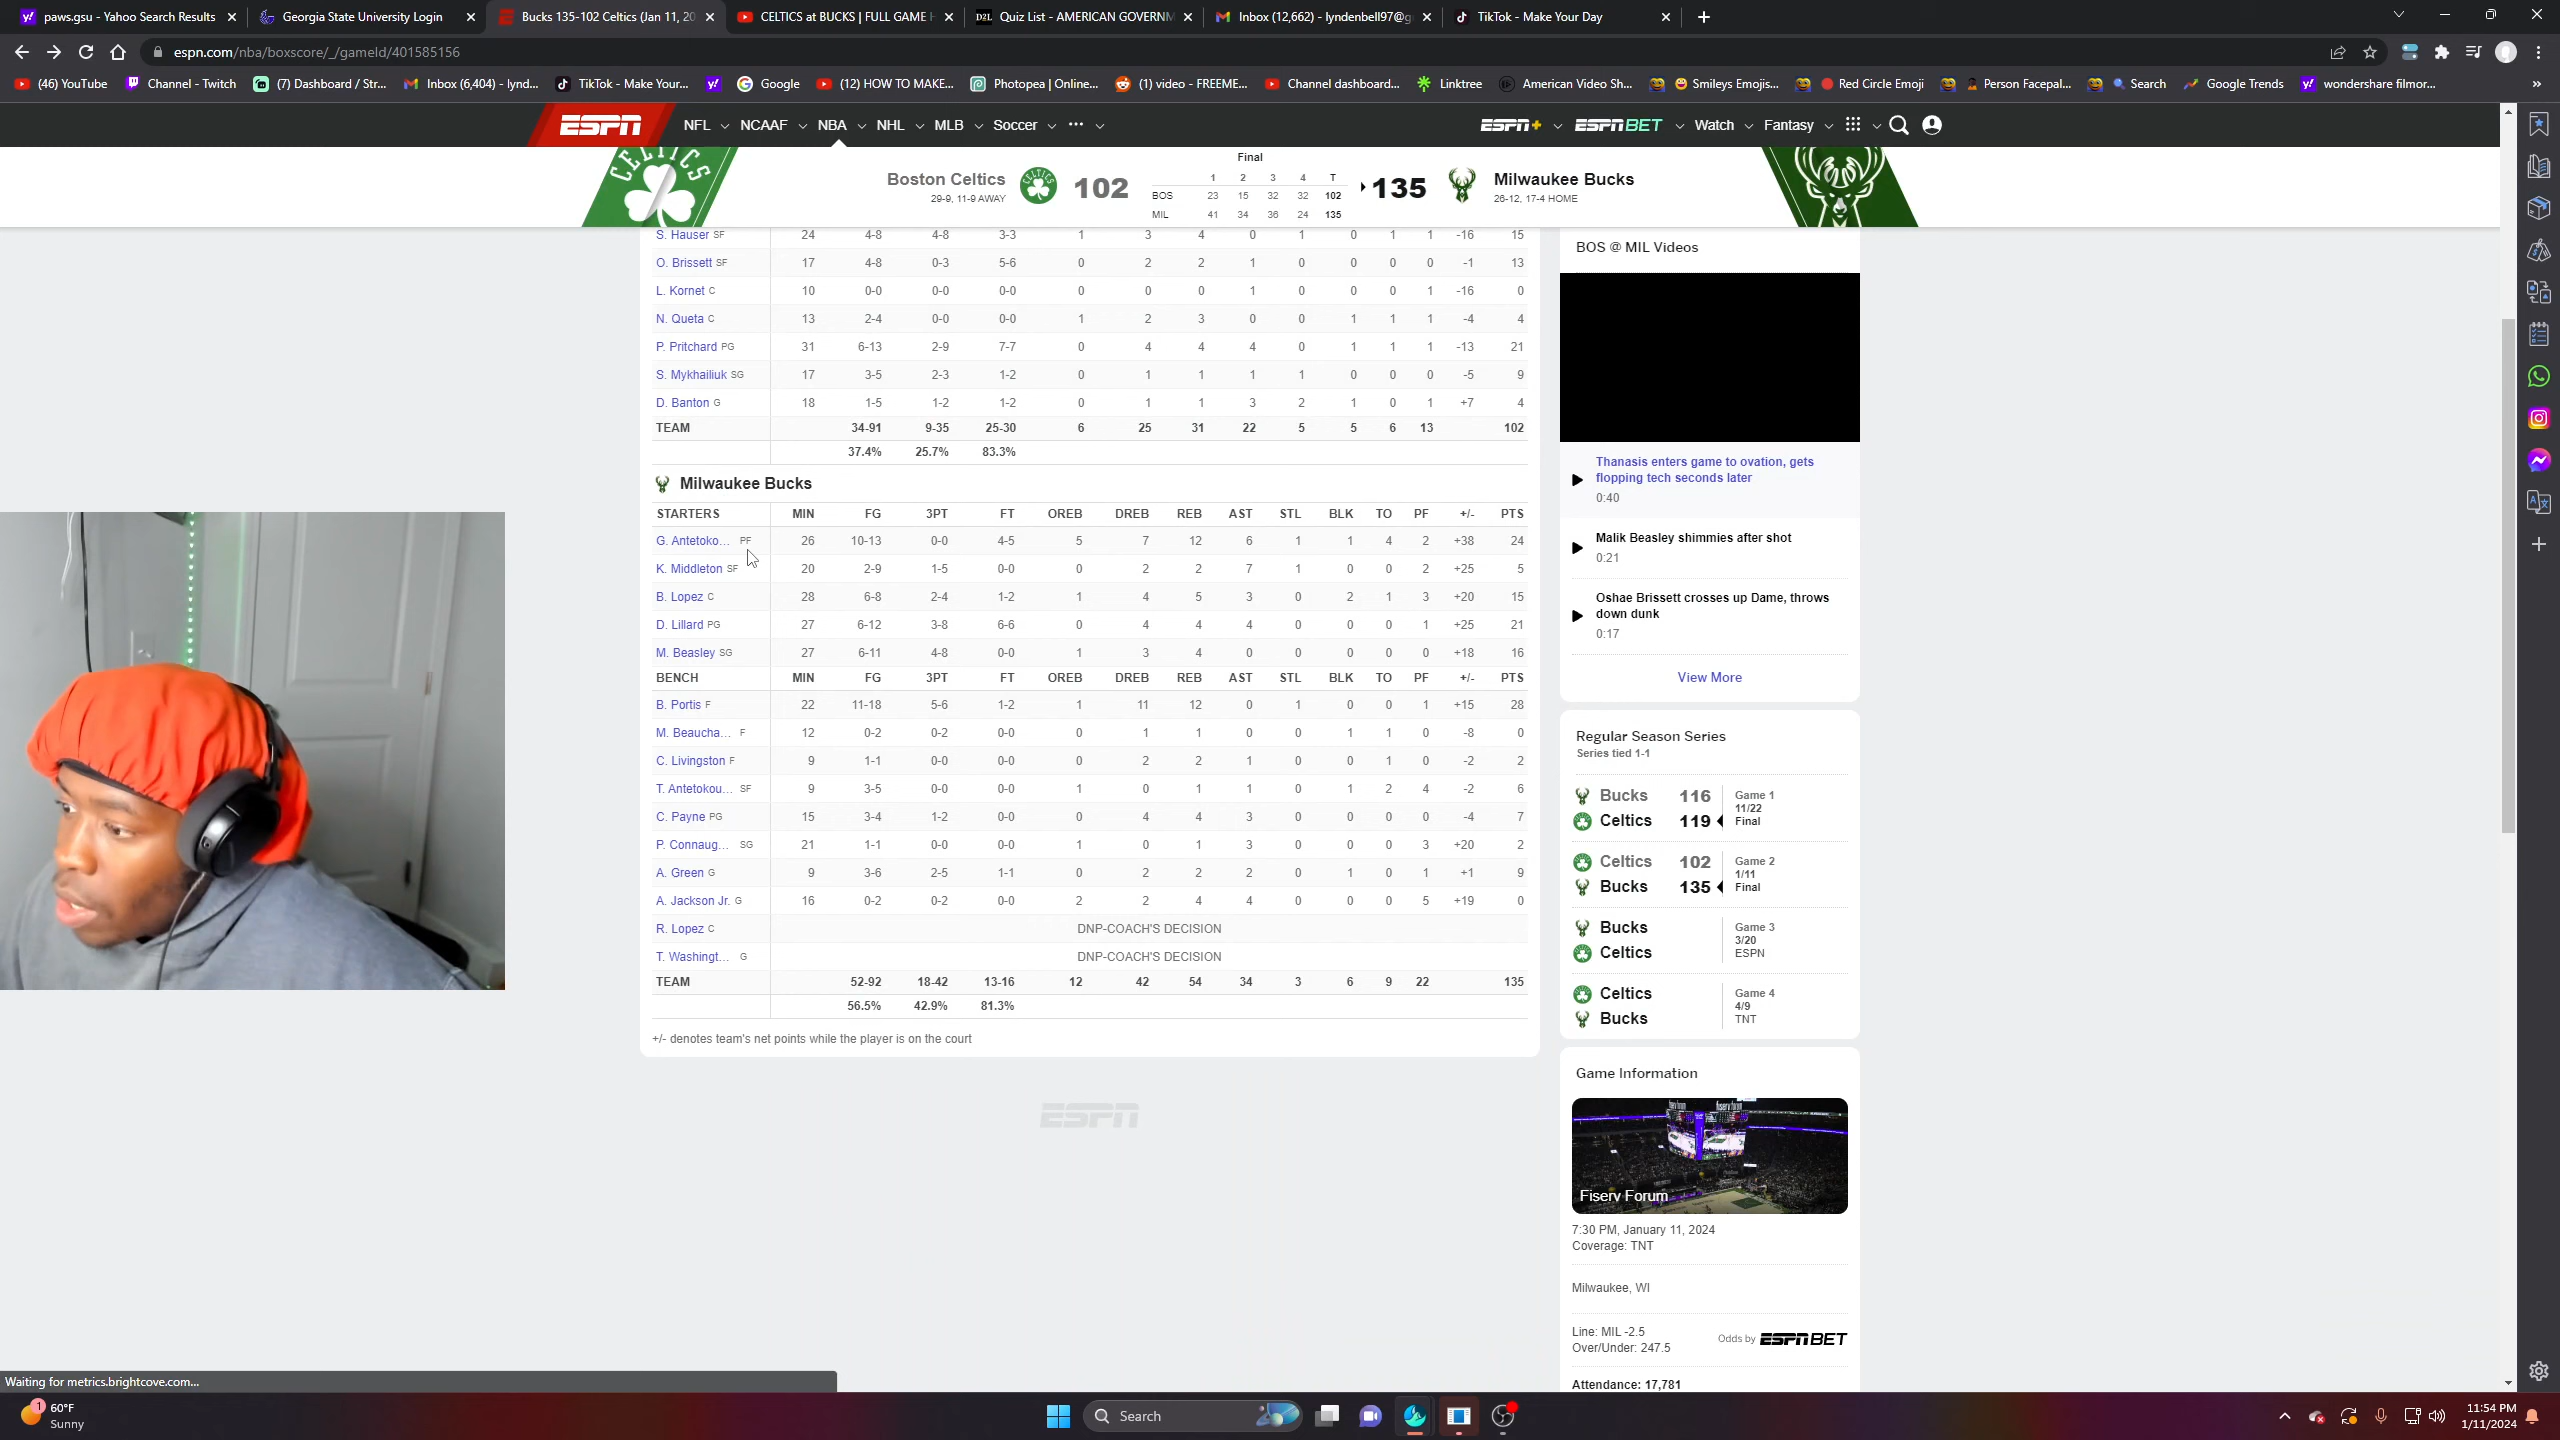 paws.gsu - Yahoo Search Results
Georgia State University Login
Bucks 135-102 Celtics (Jan 11, 20
CELTICS at BUCKS | FULL GAME H
D2L Quiz List - AMERICAN GOVERNM
Inbox (12,662) - lyndenbell97@g
TikTok - Make Your Day
espn.com/nba/boxscore/_/gameId/401585156
(46) YouTube
Channel - Twitch
(7) Dashboard / Str...
Inbox (6,404) - lynd...
TikTok - Make Your...
Google
(12) HOW TO MAKE...
Photopea | Online...
(1) video - FREEME...
Channel dashboard...
Linktree
American Video Sh...
Smileys Emojis...
Red Circle Emoji
Person Facepal...
Search
Google Trends
wondershare filmor...
ESPN NFL NCAAF NBA NHL MLB Soccer ••• ESPN+ ESPN BET Watch Fantasy
CELTICS
Final
Boston Celtics 102
29-9, 11-9 AWAY
1 2 3 4 T
BOS 23 15 32 32 102
MIL 41 34 36 24 135
135 Milwaukee Bucks
26-12, 17-4 HOME
S. Hauser SF 24 4-8 4-8 3-3 1 3 4 0 1 0 1 1 -16 15
O. Brissett SF 17 4-8 0-3 5-6 0 2 2 1 0 0 0 0 -1 13
L. Kornet C 10 0-0 0-0 0-0 0 0 0 1 0 0 0 1 -16 0
N. Queta C 13 2-4 0-0 0-0 1 2 3 0 0 1 1 1 -4 4
P. Pritchard PG 31 6-13 2-9 7-7 0 4 4 4 0 1 1 1 -13 21
S. Mykhailiuk SG 17 3-5 2-3 1-2 0 1 1 1 1 0 0 0 -5 9
D. Banton G 18 1-5 1-2 1-2 0 1 1 3 2 1 0 1 +7 4
TEAM 34-91 9-35 25-30 6 25 31 22 5 5 6 13 102
37.4% 25.7% 83.3%
Milwaukee Bucks
STARTERS MIN FG 3PT FT OREB DREB REB AST STL BLK TO PF +/- PTS
G. Antetoko... PF 26 10-13 0-0 4-5 5 7 12 6 1 1 4 2 +38 24
K. Middleton SF 20 2-9 1-5 0-0 0 2 2 7 1 0 0 2 +25 5
B. Lopez C 28 6-8 2-4 1-2 1 4 5 3 0 2 1 3 +20 15
D. Lillard PG 27 6-12 3-8 6-6 0 4 4 4 0 0 0 1 +25 21
M. Beasley SG 27 6-11 4-8 0-0 1 3 4 0 0 0 0 0 +18 16
BENCH MIN FG 3PT FT OREB DREB REB AST STL BLK TO PF +/- PTS
B. Portis F 22 11-18 5-6 1-2 1 11 12 0 1 0 0 1 +15 28
M. Beaucha... F 12 0-2 0-2 0-0 0 1 1 0 0 1 1 0 -8 0
C. Livingston F 9 1-1 0-0 0-0 0 2 2 1 0 0 1 0 -2 2
T. Antetokou... SF 9 3-5 0-0 0-0 1 0 1 1 0 1 2 4 -2 6
C. Payne PG 15 3-4 1-2 0-0 0 4 4 3 0 0 0 0 -4 7
P. Connaug... SG 21 1-1 0-0 0-0 1 0 1 3 0 0 0 3 +20 2
A. Green G 9 3-6 2-5 1-1 0 2 2 2 0 1 0 1 +1 9
A. Jackson Jr. G 16 0-2 0-2 0-0 2 2 4 4 0 0 0 5 +19 0
R. Lopez C DNP-COACH'S DECISION
T. Washingt... G DNP-COACH'S DECISION
TEAM 52-92 18-42 13-16 12 42 54 34 3 6 9 22 135
56.5% 42.9% 81.3%
+/- denotes team's net points while the player is on the court
ESPN
BOS @ MIL Videos
Thanasis enters game to ovation, gets
flopping tech seconds later
0:40
Malik Beasley shimmies after shot
0:21
Oshae Brissett crosses up Dame, throws
down dunk
0:17
View More
Regular Season Series
Series tied 1-1
Bucks 116 Game 1
11/22
Celtics 119 Final
Celtics 102 Game 2
1/11
Bucks 135 Final
Bucks Game 3
3/20
Celtics ESPN
Celtics Game 4
4/9
Bucks TNT
Game Information
Fiserv Forum
7:30 PM, January 11, 2024
Coverage: TNT
Milwaukee, WI
Line: MIL -2.5
Over/Under: 247.5
Odds by ESPN BET
Attendance: 17,781
Waiting for metrics.brightcove.com...
1
60°F
Sunny
Search
11:54 PM
1/11/2024